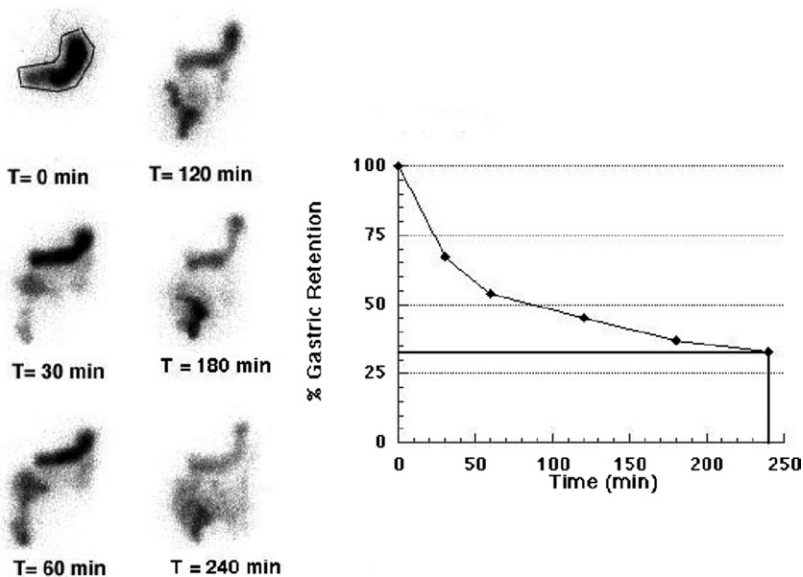 T= 0 min
T= 120 min
T= 30 min
T = 180 min
T= 60 min
T = 240 min
% Gastric Retention
100
75
50
25
0
0 50 100 150 200 250
Time (min)